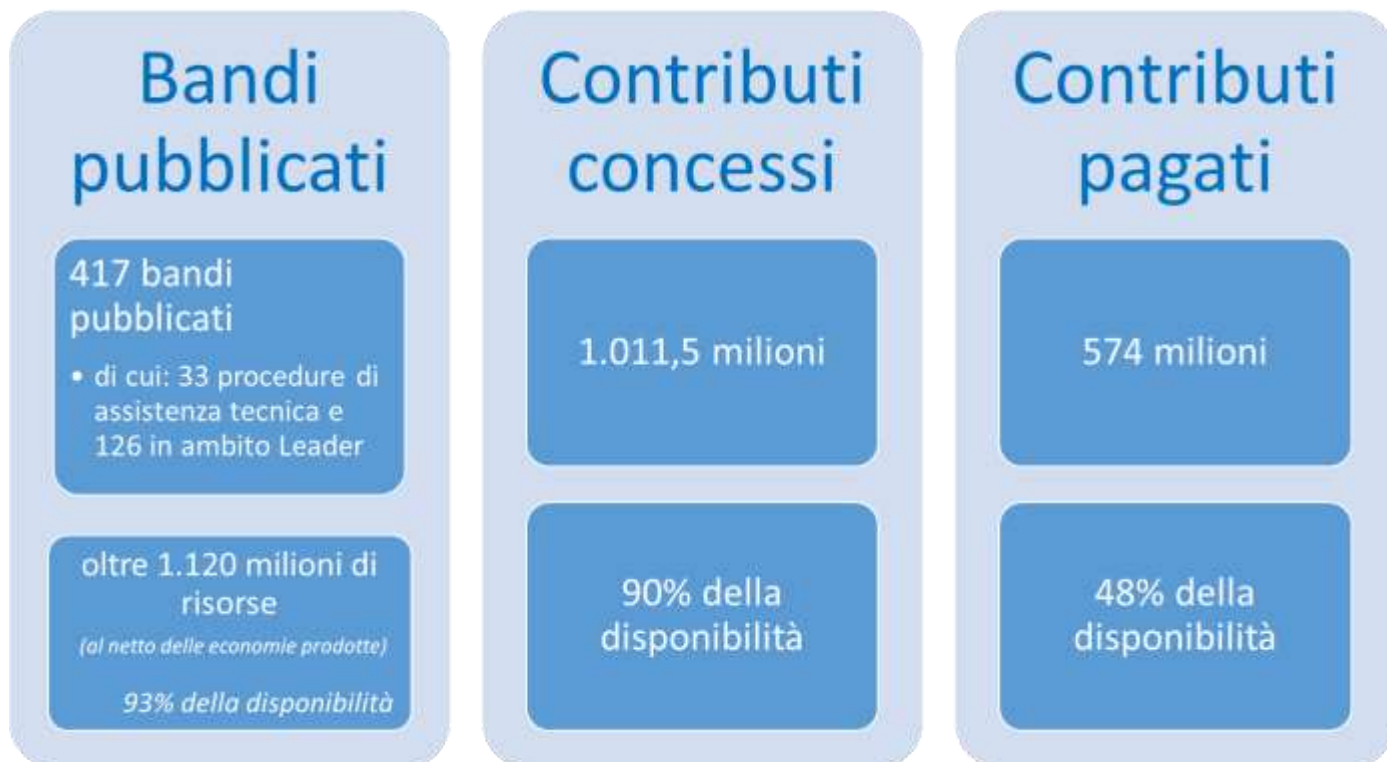 Bandi
pubblicati
417 bandi
pubblicati
• di cui: 33 procedure di
assistenza tecnica e
126 in ambito Leader
oltre 1.120 milioni di
risorse
(al netto delle economie prodotte)
93% della disponibilità
Contributi
concessi
1.011,5 milioni
90% della
disponibilità
Contributi
pagati
574 milioni
48% della
disponibilità